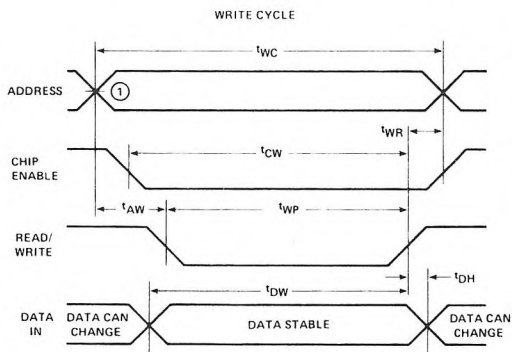 WRITE CYCLE
tWC
ADDRESS
1
tWR
CHIP
ENABLE
tCW
tAW
tWP
READ/
WRITE
tDH
tDW
DATA
IN
DATA CAN
CHANGE
DATA STABLE
DATA CAN
CHANGE